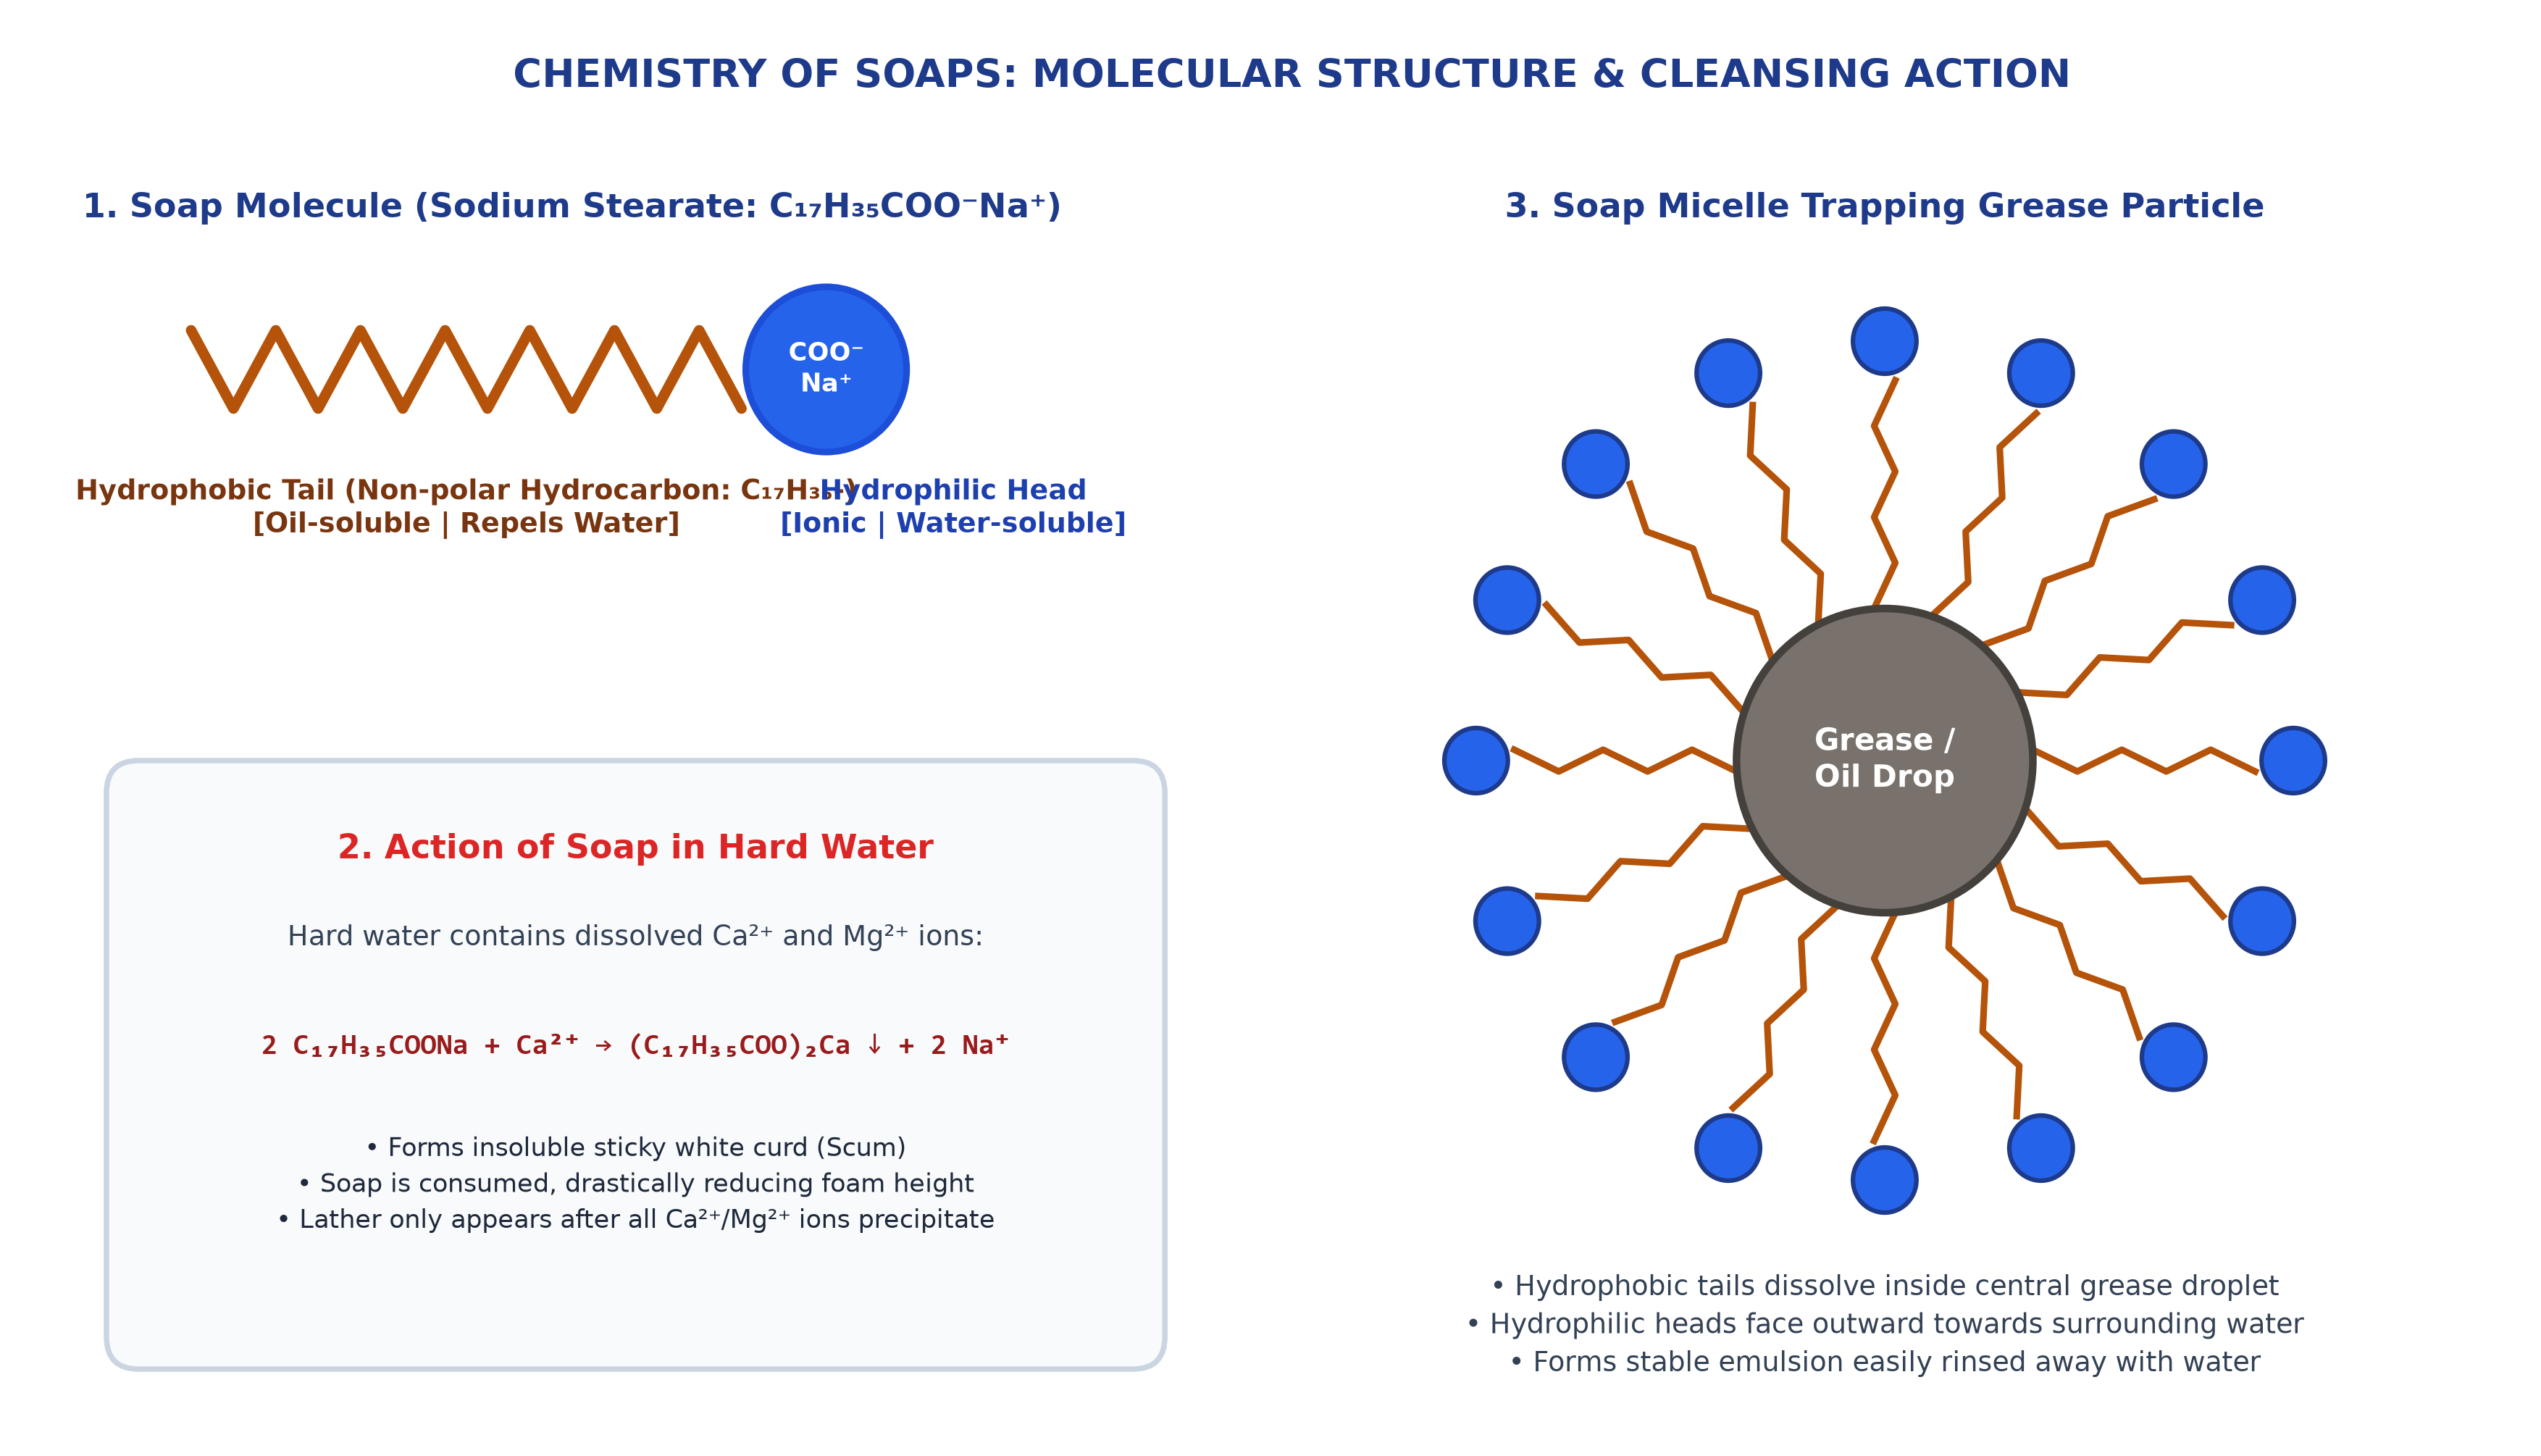 CHEMISTRY OF SOAPS: MOLECULAR STRUCTURE & CLEANSING ACTION
1. Soap Molecule (Sodium Stearate: C₁₇H₃₅COO⁻Na⁺)
COO⁻
Na⁺
Hydrophobic Tail (Non-polar Hydrocarbon: C₁₇H₃₅-)
[Oil-soluble | Repels Water]
Hydrophilic Head
[Ionic | Water-soluble]
2. Action of Soap in Hard Water
Hard water contains dissolved Ca²⁺ and Mg²⁺ ions:
2 C₁₇H₃₅COONa + Ca²⁺ → (C₁₇H₃₅COO)₂Ca ↓ + 2 Na⁺
• Forms insoluble sticky white curd (Scum)
• Soap is consumed, drastically reducing foam height
• Lather only appears after all Ca²⁺/Mg²⁺ ions precipitate
3. Soap Micelle Trapping Grease Particle
Grease /
Oil Drop
• Hydrophobic tails dissolve inside central grease droplet
• Hydrophilic heads face outward towards surrounding water
• Forms stable emulsion easily rinsed away with water